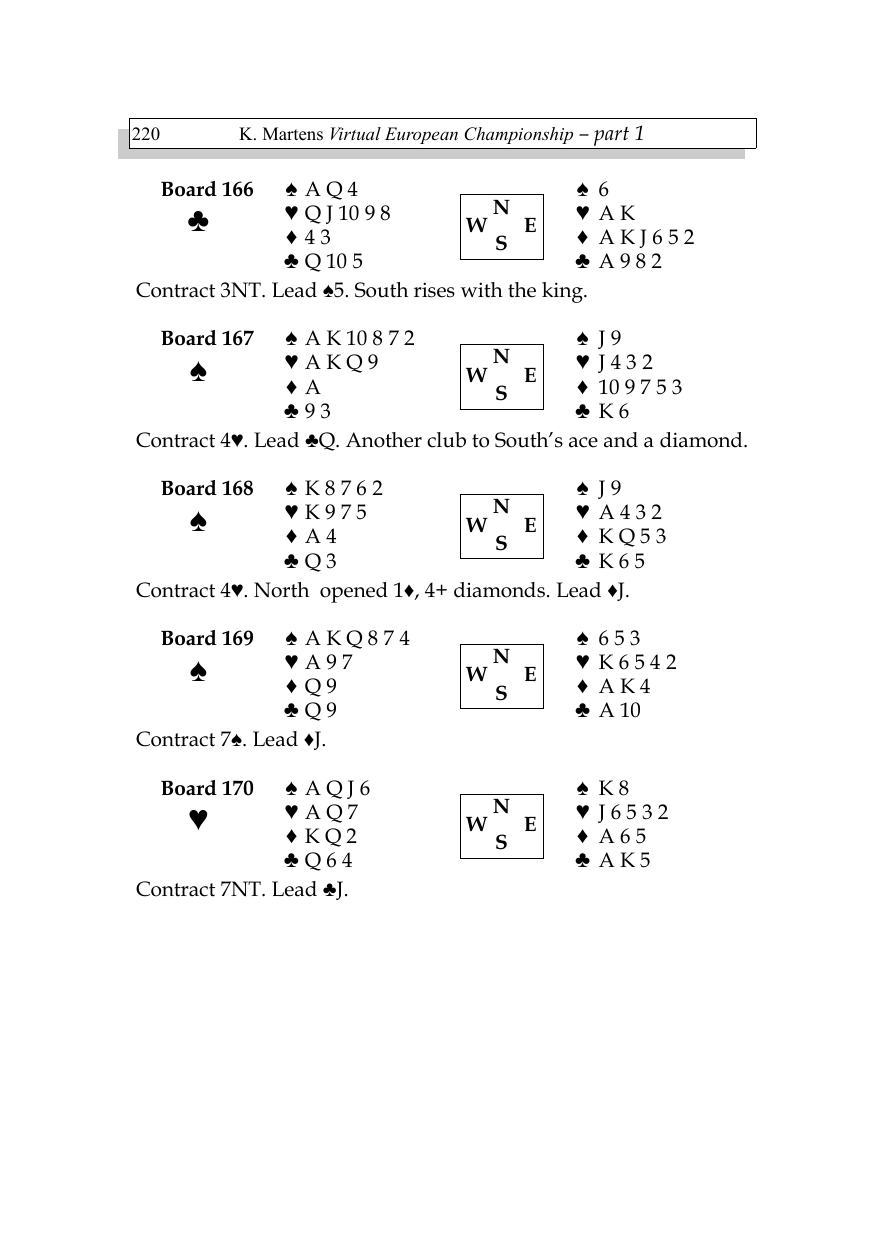 220 K. Martens Virtual European Championship – part 1
Board 166 ♠ A Q 4 ♠ 6
♣ ♥ Q J 10 9 8 W N E ♥ A K
♦ 4 3 S ♦ A K J 6 5 2
♣ Q 10 5 ♣ A 9 8 2
Contract 3NT. Lead ♠5. South rises with the king.
Board 167 ♠ A K 10 8 7 2 ♠ J 9
♠ ♥ A K Q 9 W N E ♥ J 4 3 2
♦ A S ♦ 10 9 7 5 3
♣ 9 3 ♣ K 6
Contract 4♥. Lead ♣Q. Another club to South’s ace and a diamond.
Board 168 ♠ K 8 7 6 2 ♠ J 9
♠ ♥ K 9 7 5 W N E ♥ A 4 3 2
♦ A 4 S ♦ K Q 5 3
♣ Q 3 ♣ K 6 5
Contract 4♥. North opened 1♦, 4+ diamonds. Lead ♦J.
Board 169 ♠ A K Q 8 7 4 ♠ 6 5 3
♠ ♥ A 9 7 W N E ♥ K 6 5 4 2
♦ Q 9 S ♦ A K 4
♣ Q 9 ♣ A 10
Contract 7♠. Lead ♦J.
Board 170 ♠ A Q J 6 ♠ K 8
♥ ♥ A Q 7 W N E ♥ J 6 5 3 2
♦ K Q 2 S ♦ A 6 5
♣ Q 6 4 ♣ A K 5
Contract 7NT. Lead ♣J.